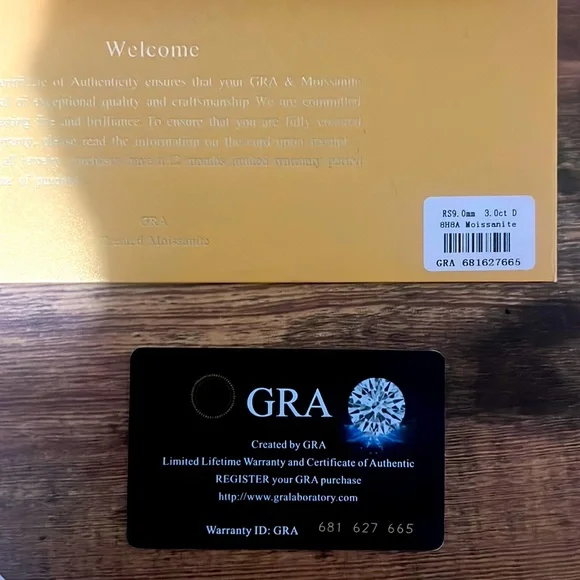 Welcome
of Authenticity ensures that your GRA & Moissanite
of exceptional quality and craftsmanship We are committed
and brilliance To ensure that you are fully
please read the information on the card upon
months
of
GRA
Created Moissanite
RS9.0mm 3.0ct D
8H8A Moissanite
GRA 681627665
GRA
Created by GRA
Limited Lifetime Warranty and Certificate of Authentic
REGISTER your GRA purchase
http://www.gralaboratory.com
Warranty ID: GRA 681 627 665